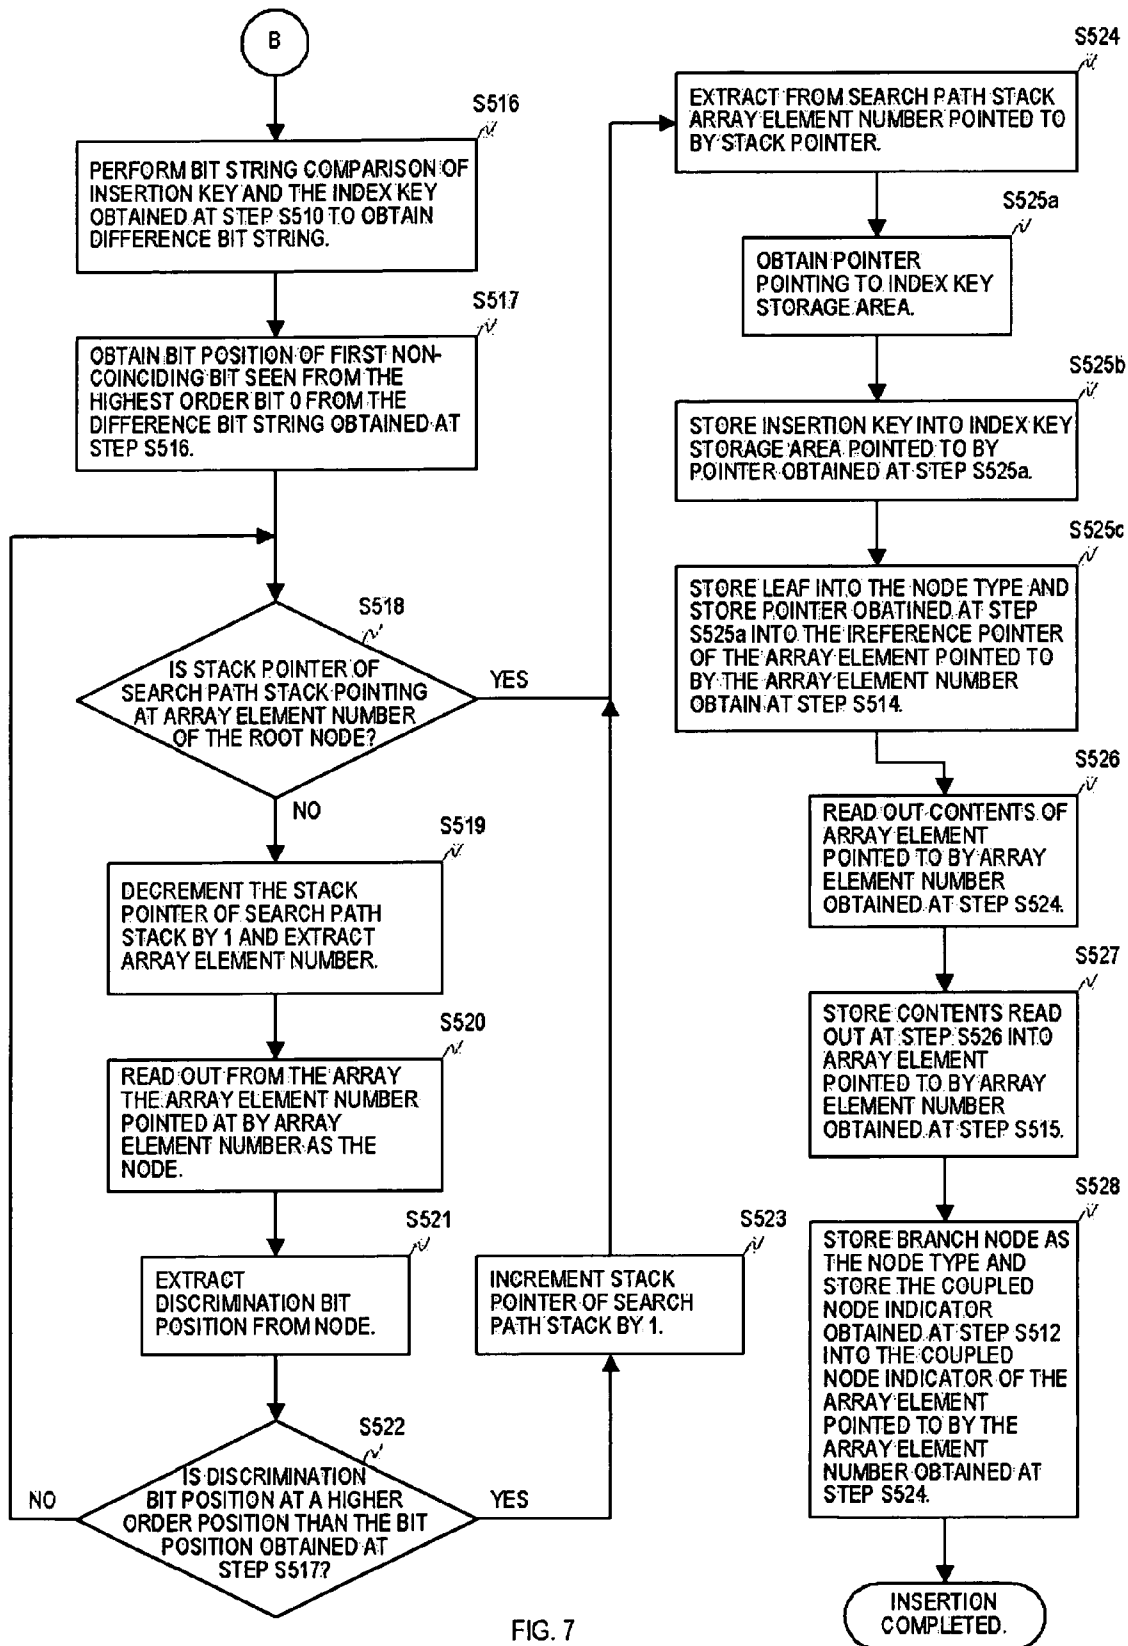 B
S516
PERFORM BIT STRING COMPARISON OF
INSERTION KEY AND THE INDEX KEY
OBTAINED AT STEP S510 TO OBTAIN
DIFFERENCE BIT STRING.
S517
OBTAIN BIT POSITION OF FIRST NON-
COINCIDING BIT SEEN FROM THE
HIGHEST ORDER BIT 0 FROM THE
DIFFERENCE BIT STRING OBTAINED AT
STEP S516.
S518
IS STACK POINTER OF
SEARCH PATH STACK POINTING
AT ARRAY ELEMENT NUMBER
OF THE ROOT NODE?
YES
NO
S519
DECREMENT THE STACK
POINTER OF SEARCH PATH
STACK BY 1 AND EXTRACT
ARRAY ELEMENT NUMBER.
S520
READ OUT FROM THE ARRAY
THE ARRAY ELEMENT NUMBER
POINTED AT BY ARRAY
ELEMENT NUMBER AS THE
NODE.
S521
EXTRACT
DISCRIMINATION BIT
POSITION FROM NODE.
S522
IS DISCRIMINATION
BIT POSITION AT A HIGHER
ORDER POSITION THAN THE BIT
POSITION OBTAINED AT
STEP S517?
NO
YES
S523
INCREMENT STACK
POINTER OF SEARCH
PATH STACK BY 1.
S524
EXTRACT FROM SEARCH PATH STACK
ARRAY ELEMENT NUMBER POINTED TO
BY STACK POINTER.
S525a
OBTAIN POINTER
POINTING TO INDEX KEY
STORAGE AREA.
S525b
STORE INSERTION KEY INTO INDEX KEY
STORAGE AREA POINTED TO BY
POINTER OBTAINED AT STEP S525a.
S525c
STORE LEAF INTO THE NODE TYPE AND
STORE POINTER OBATINED AT STEP
S525a INTO THE IREFERENCE POINTER
OF THE ARRAY ELEMENT POINTED TO
BY THE ARRAY ELEMENT NUMBER
OBTAIN AT STEP S514.
S526
READ OUT CONTENTS OF
ARRAY ELEMENT
POINTED TO BY ARRAY
ELEMENT NUMBER
OBTAINED AT STEP S524.
S527
STORE CONTENTS READ
OUT AT STEP S526 INTO
ARRAY ELEMENT
POINTED TO BY ARRAY
ELEMENT NUMBER
OBTAINED AT STEP S515.
S528
STORE BRANCH NODE AS
THE NODE TYPE AND
STORE THE COUPLED
NODE INDICATOR
OBTAINED AT STEP S512
INTO THE COUPLED
NODE INDICATOR OF THE
ARRAY ELEMENT
POINTED TO BY THE
ARRAY ELEMENT
NUMBER OBTAINED AT
STEP S524.
INSERTION
COMPLETED.
FIG. 7